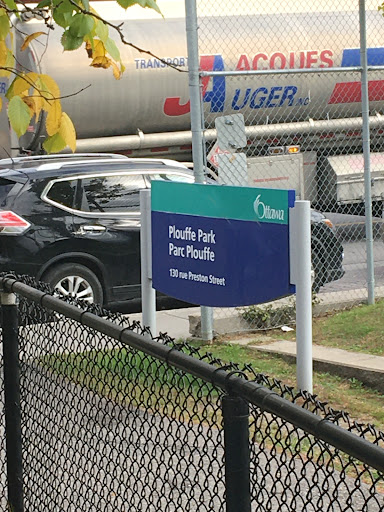 TRANSPORT JACQUES
AUGER INC
Ottawa
Plouffe Park
Parc Plouffe
130 rue Preston Street